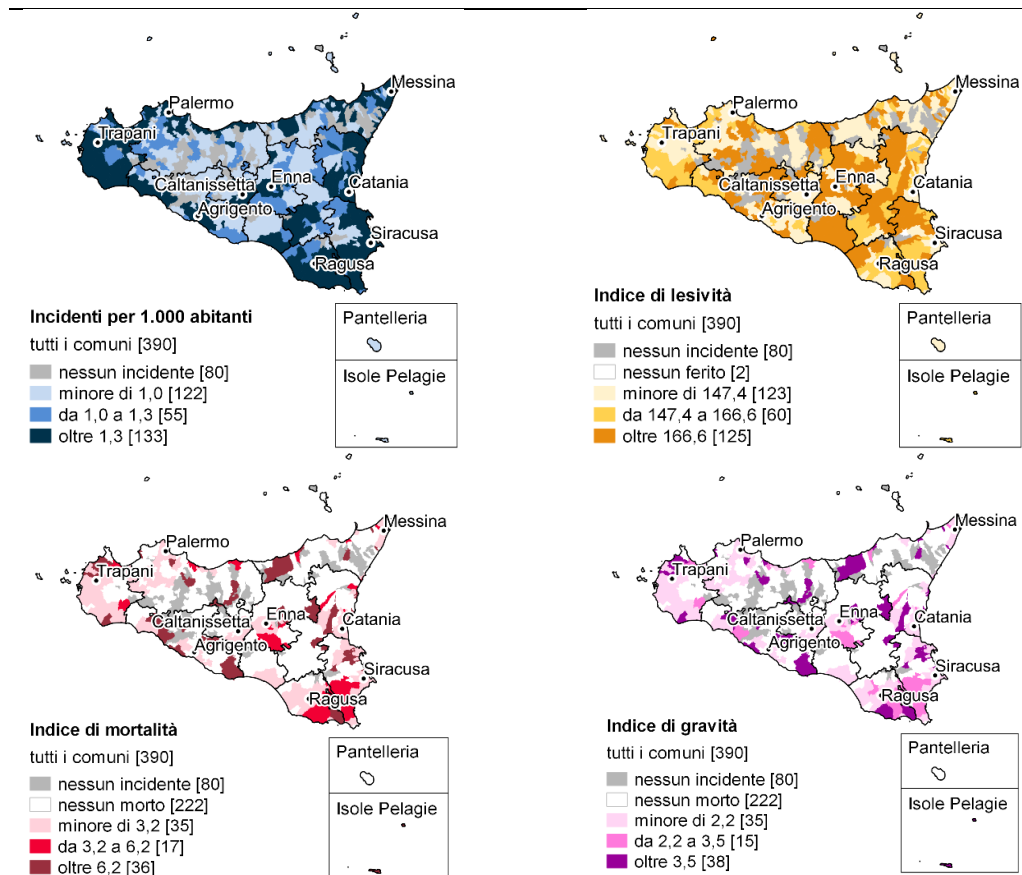 Messina
Palermo
Trapani
Enna
Caltanissetta
Catania
Agrigento
Siracusa
Ragusa
Incidenti per 1.000 abitanti
tutti i comuni [390]
nessun incidente [80]
minore di 1,0 [122]
da 1,0 a 1,3 [55]
oltre 1,3 [133]
Pantelleria
Isole Pelagie
Messina
Palermo
Trapani
Enna
Caltanissetta
Catania
Agrigento
Siracusa
Ragusa
Indice di lesività
tutti i comuni [390]
nessun incidente [80]
nessun ferito [2]
minore di 147,4 [123]
da 147,4 a 166,6 [60]
oltre 166,6 [125]
Pantelleria
Isole Pelagie
Messina
Palermo
Trapani
Enna
Caltanissetta
Catania
Agrigento
Siracusa
Ragusa
Indice di mortalità
tutti i comuni [390]
nessun incidente [80]
nessun morto [222]
minore di 3,2 [35]
da 3,2 a 6,2 [17]
oltre 6,2 [36]
Pantelleria
Isole Pelagie
Messina
Palermo
Trapani
Enna
Caltanissetta
Catania
Agrigento
Siracusa
Ragusa
Indice di gravità
tutti i comuni [390]
nessun incidente [80]
nessun morto [222]
minore di 2,2 [35]
da 2,2 a 3,5 [15]
oltre 3,5 [38]
Pantelleria
Isole Pelagie